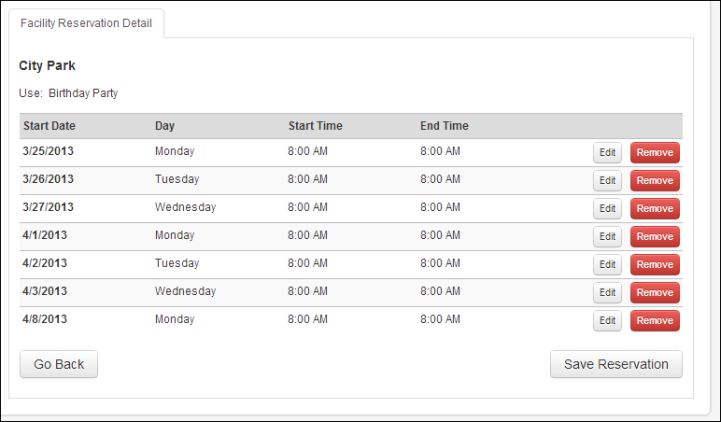 Facility Reservation Detail
City Park
Use: Birthday Party
Start Date Day Start Time End Time
3/25/2013 Monday 8:00 AM 8:00 AM Edit Remove
3/26/2013 Tuesday 8:00 AM 8:00 AM Edit Remove
3/27/2013 Wednesday 8:00 AM 8:00 AM Edit Remove
4/1/2013 Monday 8:00 AM 8:00 AM Edit Remove
4/2/2013 Tuesday 8:00 AM 8:00 AM Edit Remove
4/3/2013 Wednesday 8:00 AM 8:00 AM Edit Remove
4/8/2013 Monday 8:00 AM 8:00 AM Edit Remove
Go Back Save Reservation